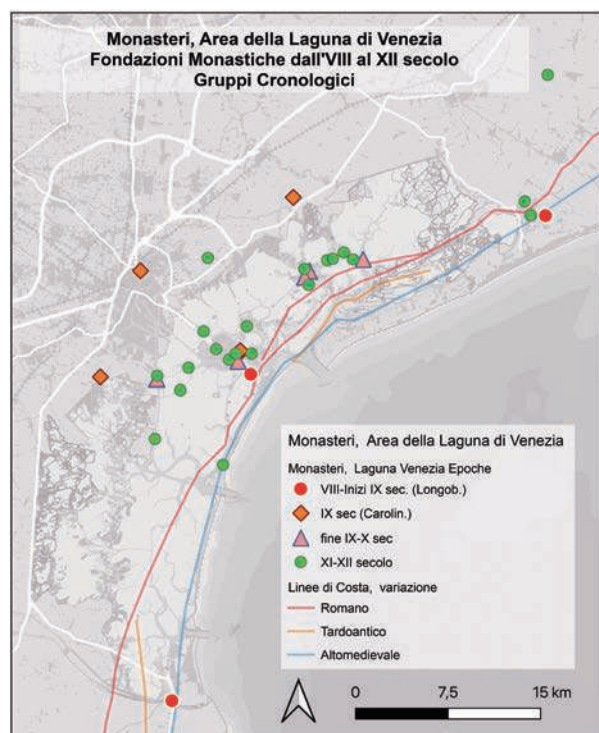 Monasteri, Area della Laguna di Venezia
Fondazioni Monastiche dall'VIII al XII secolo
Gruppi Cronologici
Monasteri, Area della Laguna di Venezia
Monasteri, Laguna Venezia Epoche
VIII-Inizi IX sec. (Longob.)
IX sec (Carolin.)
fine IX-X sec
XI-XII secolo
Linee di Costa, variazione
Romano
Tardoantico
Altomedievale
0 7,5 15 km